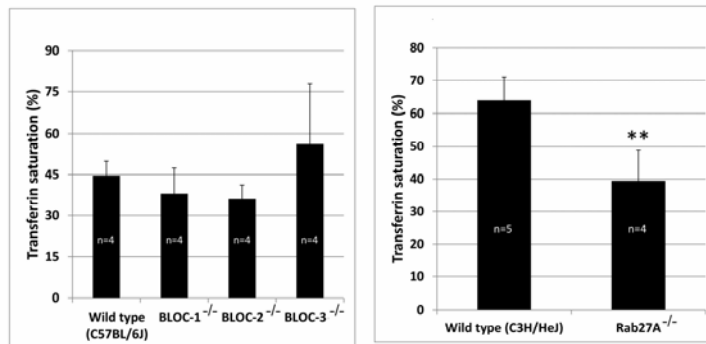 Transferrin saturation (%)
90
75
60
45
30
15
0
n=4
n=4
n=4
n=4
Wild type
(C57BL/6J)
BLOC-1 -/-
BLOC-2 -/-
BLOC-3 -/-
Transferrin saturation (%)
80
70
60
50
40
30
20
10
0
**
n=5
n=4
Wild type (C3H/HeJ)
Rab27A-/-